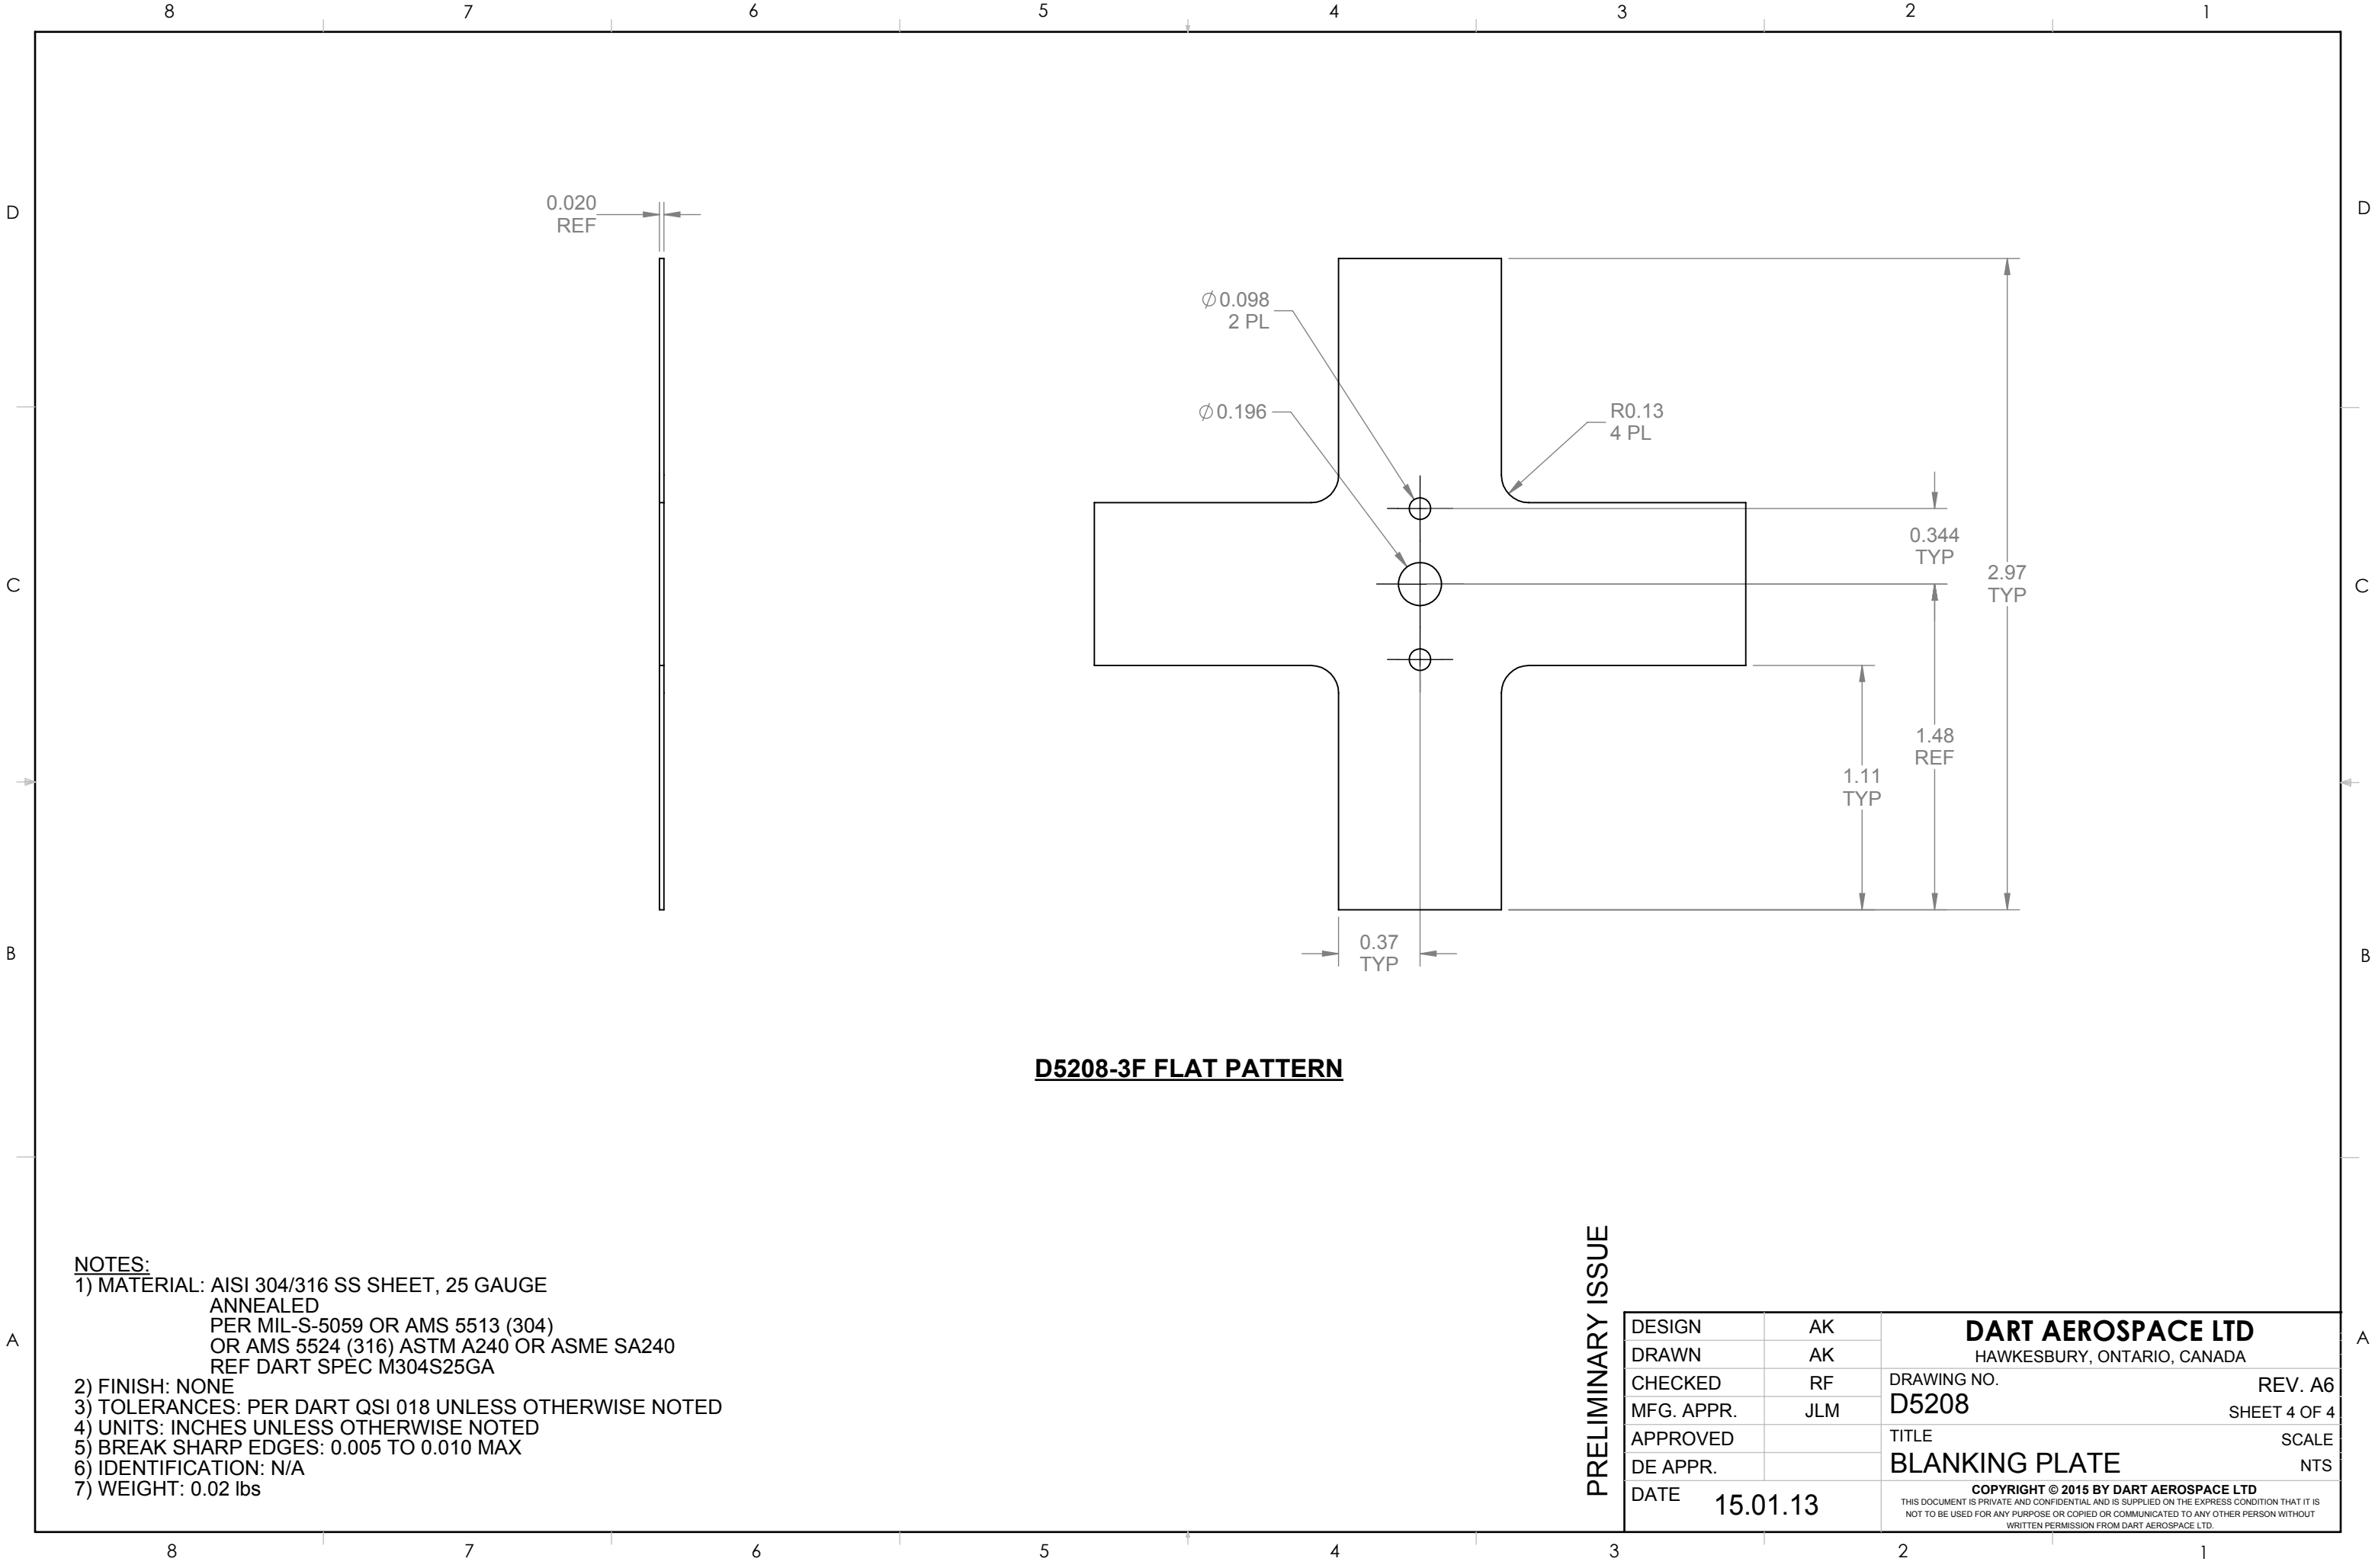 8 7 6 5 4 3 2 1
D D
0.020
REF
⌀0.098
2 PL
⌀0.196
R0.13
4 PL
0.344
TYP
2.97
TYP
C C
1.48
REF
1.11
TYP
0.37
TYP
B B
D5208-3F FLAT PATTERN
NOTES:
1) MATERIAL: AISI 304/316 SS SHEET, 25 GAUGE
ANNEALED
PER MIL-S-5059 OR AMS 5513 (304)
OR AMS 5524 (316) ASTM A240 OR ASME SA240
REF DART SPEC M304S25GA
2) FINISH: NONE
3) TOLERANCES: PER DART QSI 018 UNLESS OTHERWISE NOTED
4) UNITS: INCHES UNLESS OTHERWISE NOTED
5) BREAK SHARP EDGES: 0.005 TO 0.010 MAX
6) IDENTIFICATION: N/A
7) WEIGHT: 0.02 lbs
A A
PRELIMINARY ISSUE
DESIGN AK
DRAWN AK
CHECKED RF
MFG. APPR. JLM
APPROVED
DE APPR.
DATE 15.01.13
DART AEROSPACE LTD
HAWKESBURY, ONTARIO, CANADA
DRAWING NO. REV. A6
D5208 SHEET 4 OF 4
TITLE SCALE
BLANKING PLATE NTS
COPYRIGHT © 2015 BY DART AEROSPACE LTD
THIS DOCUMENT IS PRIVATE AND CONFIDENTIAL AND IS SUPPLIED ON THE EXPRESS CONDITION THAT IT IS
NOT TO BE USED FOR ANY PURPOSE OR COPIED OR COMMUNICATED TO ANY OTHER PERSON WITHOUT
WRITTEN PERMISSION FROM DART AEROSPACE LTD.
8 7 6 5 4 3 2 1